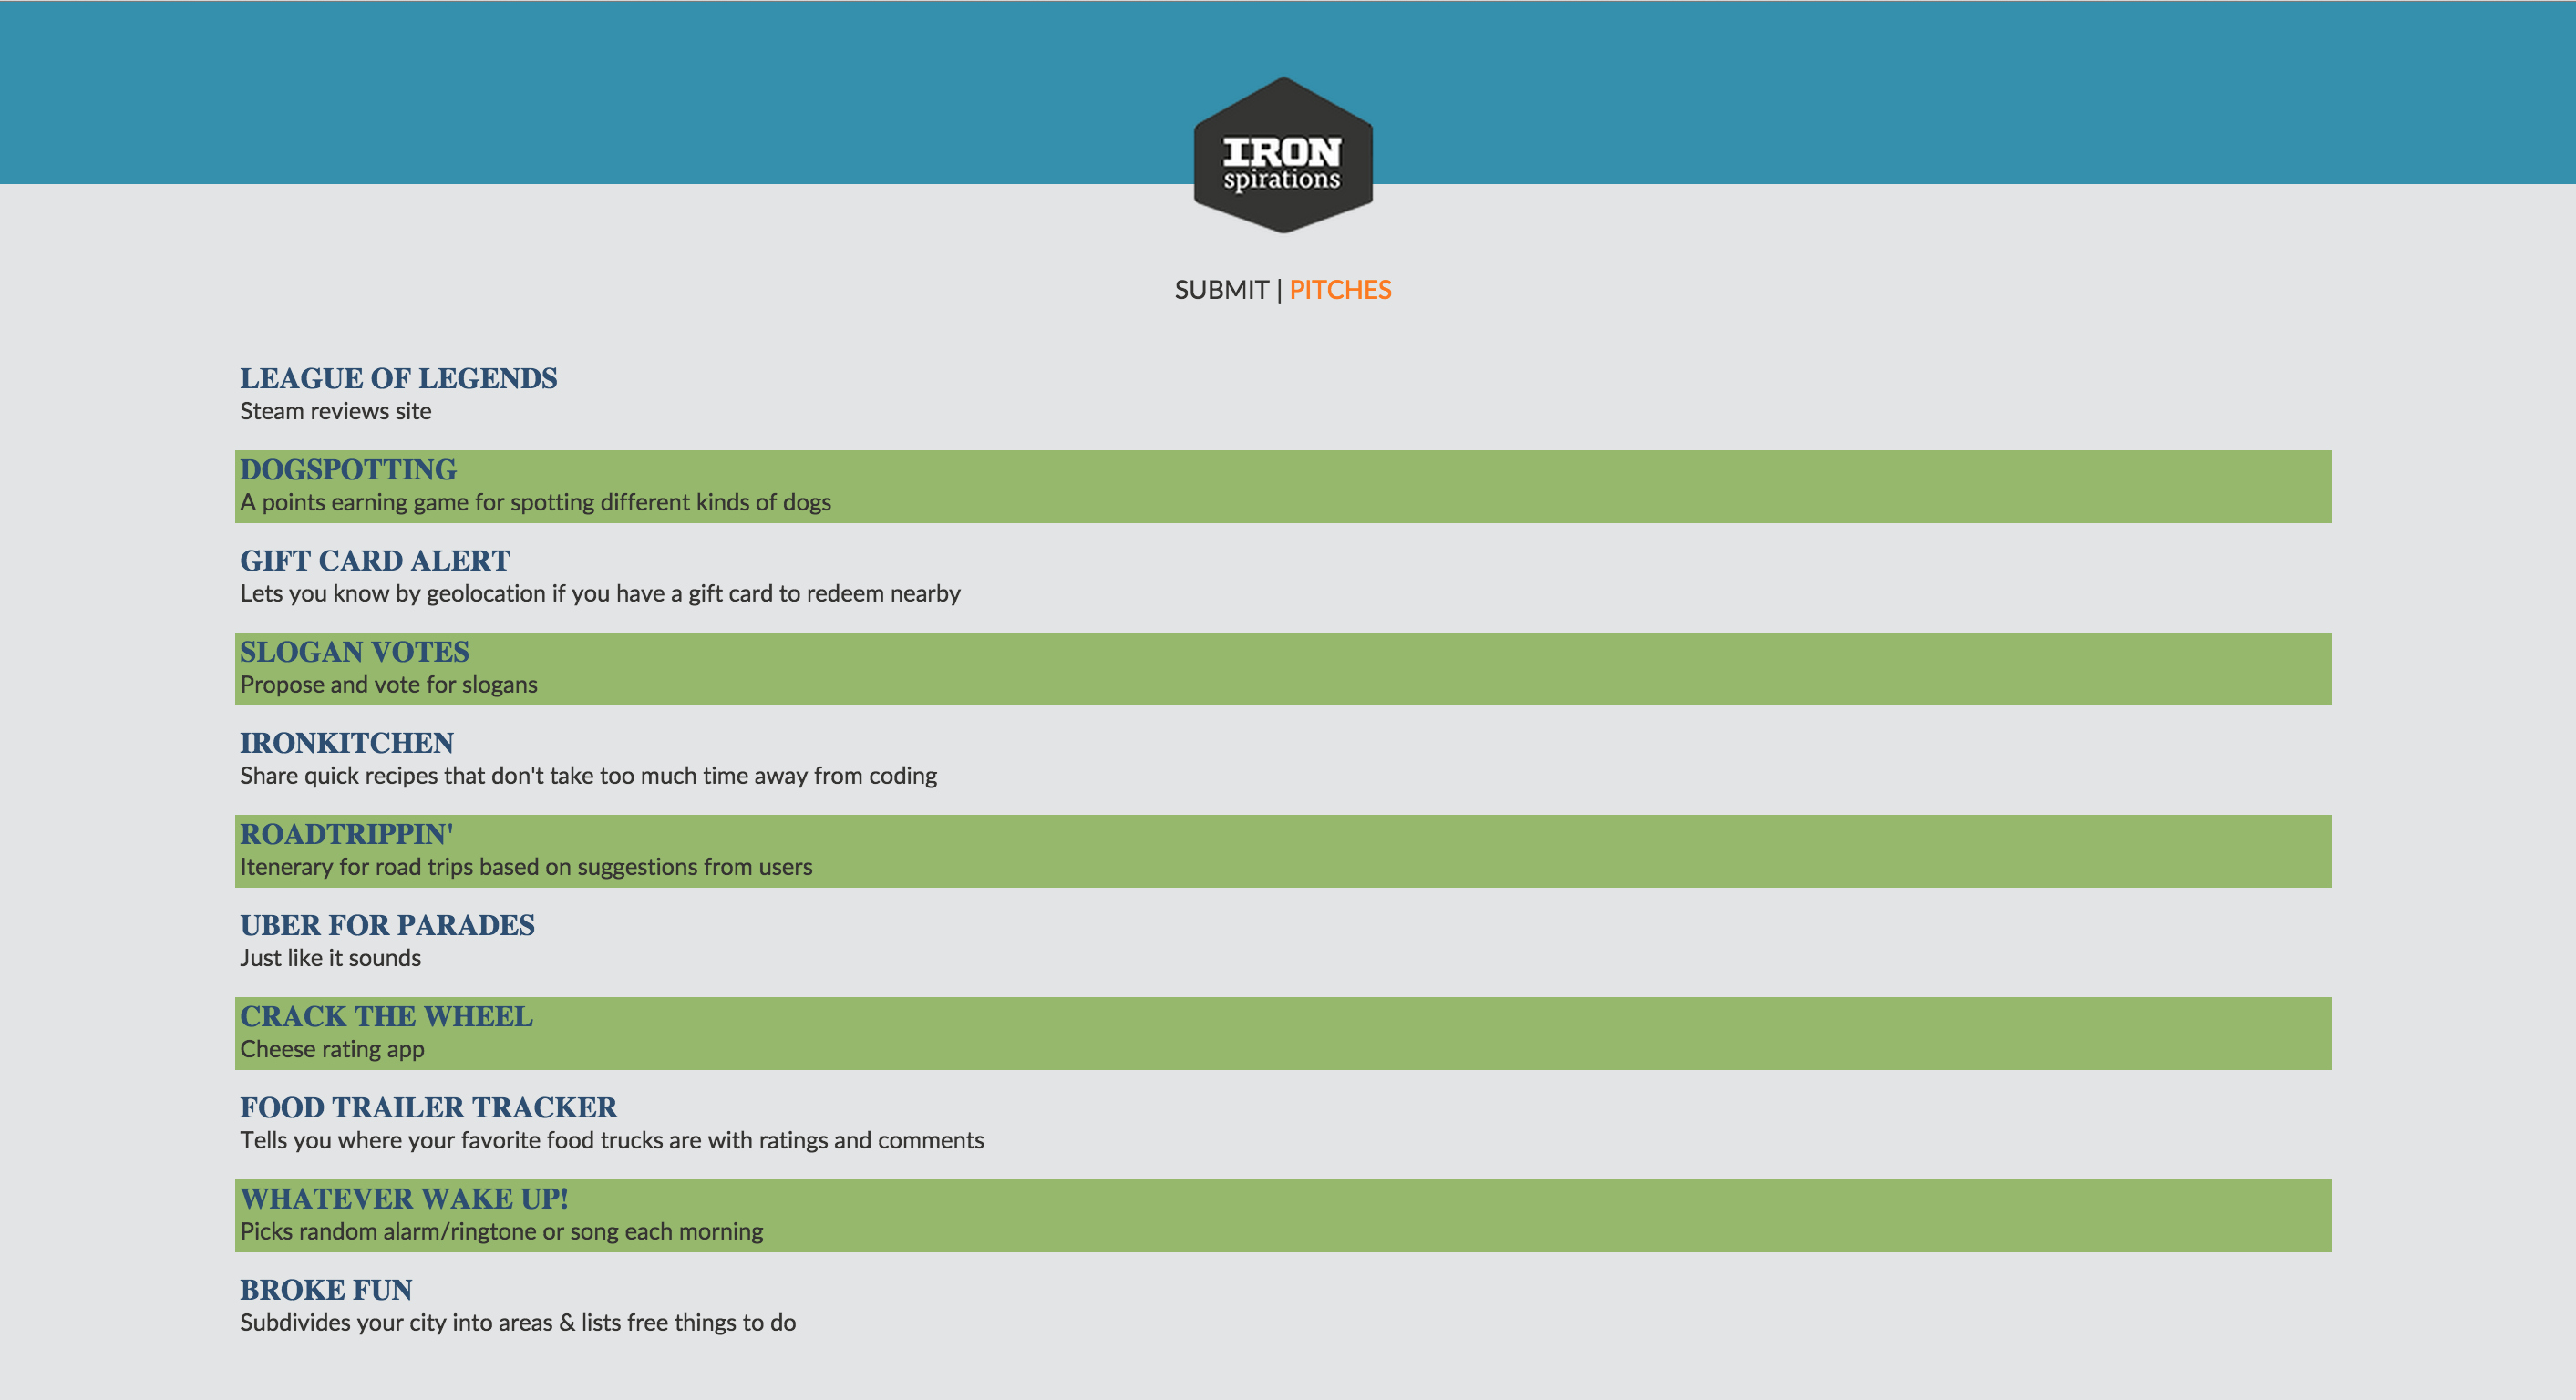 IRON
spirations
SUBMIT | PITCHES
LEAGUE OF LEGENDS
Steam reviews site
DOGSPOTTING
A points earning game for spotting different kinds of dogs
GIFT CARD ALERT
Lets you know by geolocation if you have a gift card to redeem nearby
SLOGAN VOTES
Propose and vote for slogans
IRONKITCHEN
Share quick recipes that don't take too much time away from coding
ROADTRIPPIN'
Itenerary for road trips based on suggestions from users
UBER FOR PARADES
Just like it sounds
CRACK THE WHEEL
Cheese rating app
FOOD TRAILER TRACKER
Tells you where your favorite food trucks are with ratings and comments
WHATEVER WAKE UP!
Picks random alarm/ringtone or song each morning
BROKE FUN
Subdivides your city into areas & lists free things to do